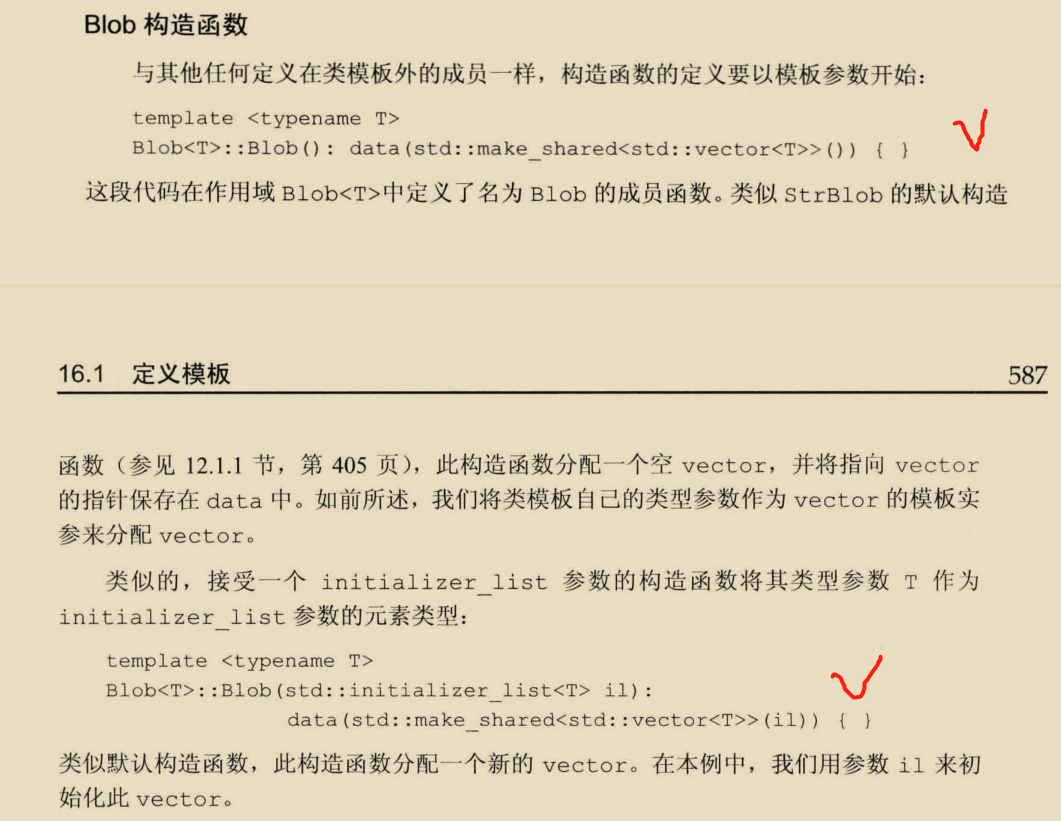 Blob 构造函数
与其他任何定义在类模板外的成员一样，构造函数的定义要以模板参数开始：
template <typename T>
Blob<T>::Blob(): data(std::make_shared<std::vector<T>>()) { }
这段代码在作用域 Blob<T>中定义了名为 Blob 的成员函数。类似 StrBlob 的默认构造
16.1 定义模板 587
函数（参见 12.1.1 节，第 405 页），此构造函数分配一个空 vector，并将指向 vector
的指针保存在 data 中。如前所述，我们将类模板自己的类型参数作为 vector 的模板实
参来分配 vector。
类似的，接受一个 initializer_list 参数的构造函数将其类型参数 T 作为
initializer_list 参数的元素类型：
template <typename T>
Blob<T>::Blob(std::initializer_list<T> il):
data(std::make_shared<std::vector<T>>(il)) { }
类似默认构造函数，此构造函数分配一个新的 vector。在本例中，我们用参数 il 来初
始化此 vector。